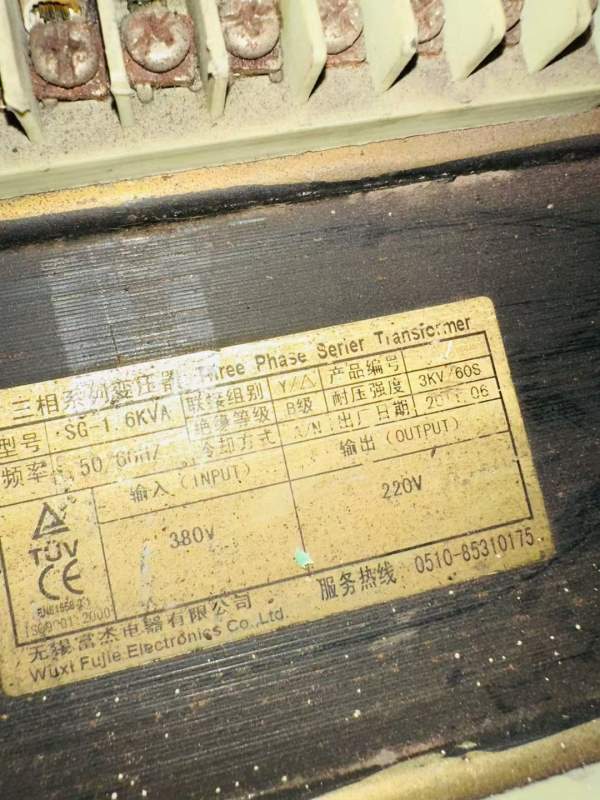 三相系列变压器 Three Phase Serier Transformer
型号 SG-1.6KVA 联接组别 Y/△ 产品编号
频率 50/60HZ 绝缘等级 B级 耐压强度 3KV/60S
冷却方式 A/N 出厂日期
输入(INPUT) 输出(OUTPUT)
380V 220V
TÜV
CE
ISO9001:2000
服务热线 0510-85310175
无锡富杰电器有限公司
Wuxi Fujie Electronics Co., Ltd.